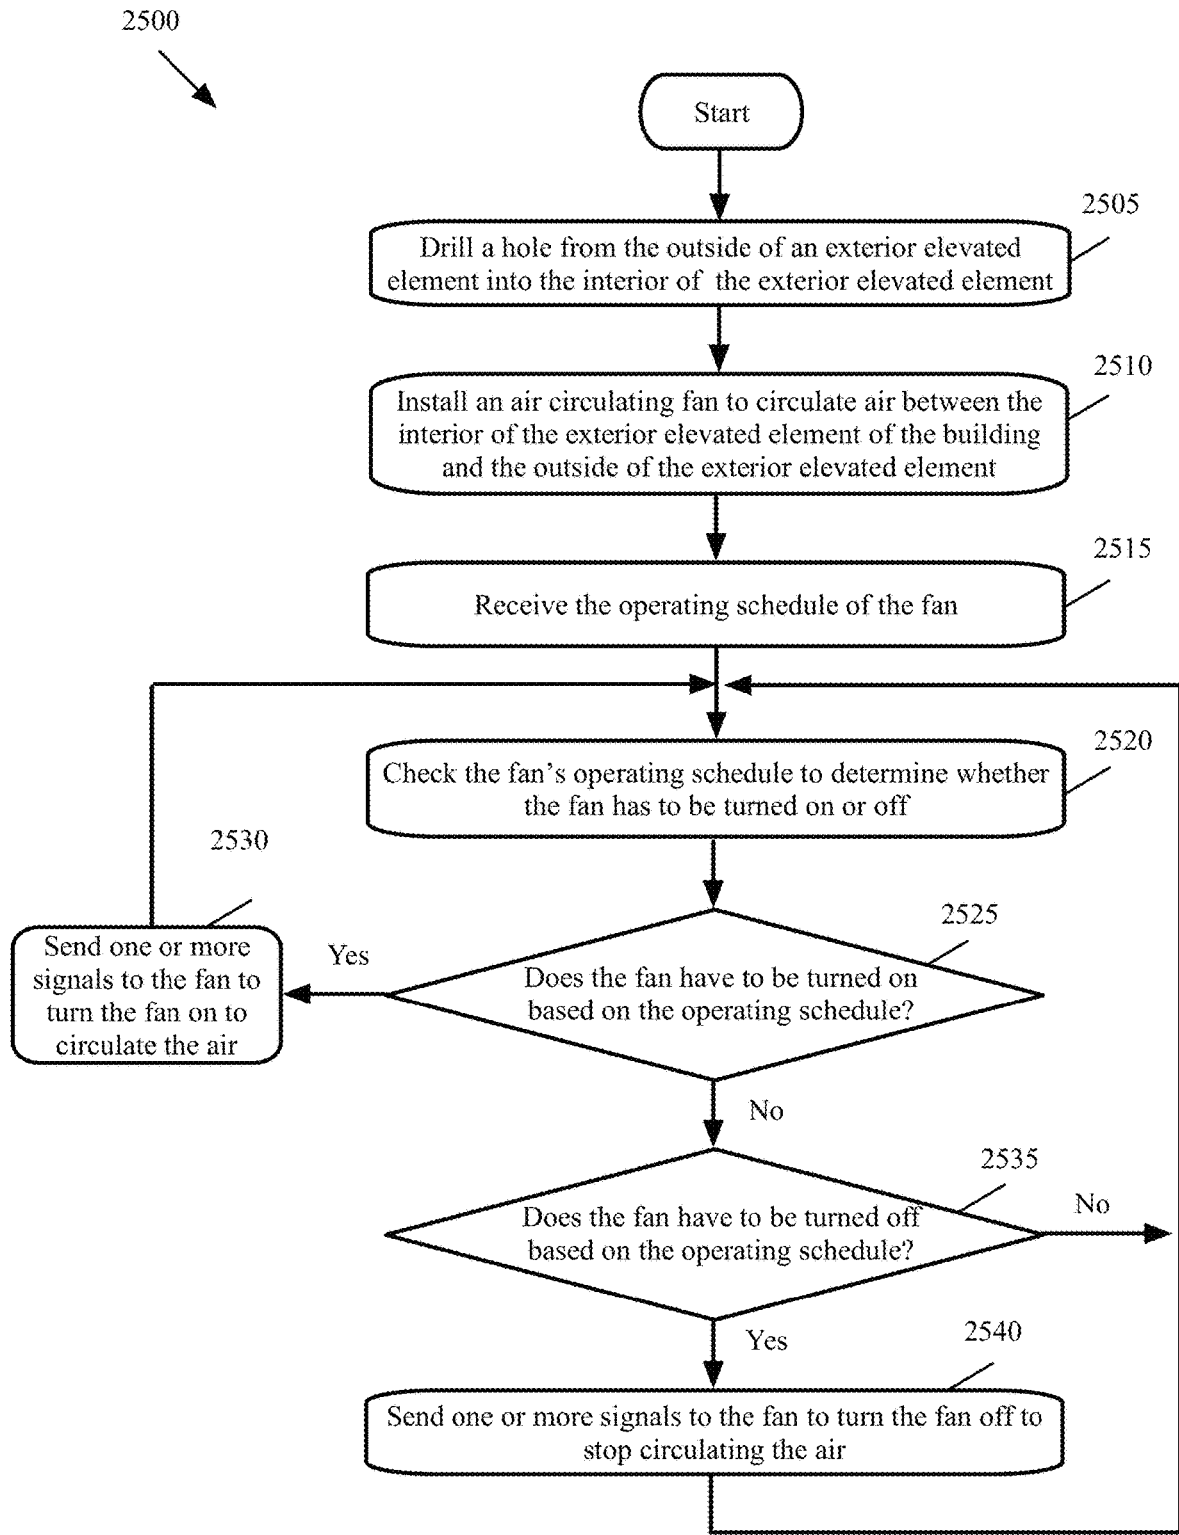 2500
Start
2505
Drill a hole from the outside of an exterior elevated
element into the interior of the exterior elevated element
2510
Install an air circulating fan to circulate air between the
interior of the exterior elevated element of the building
and the outside of the exterior elevated element
2515
Receive the operating schedule of the fan
2520
Check the fan's operating schedule to determine whether
the fan has to be turned on or off
2530
Send one or more
signals to the fan to
turn the fan on to
circulate the air
Yes
2525
Does the fan have to be turned on
based on the operating schedule?
No
2535
Does the fan have to be turned off
based on the operating schedule?
No
Yes
2540
Send one or more signals to the fan to turn the fan off to
stop circulating the air